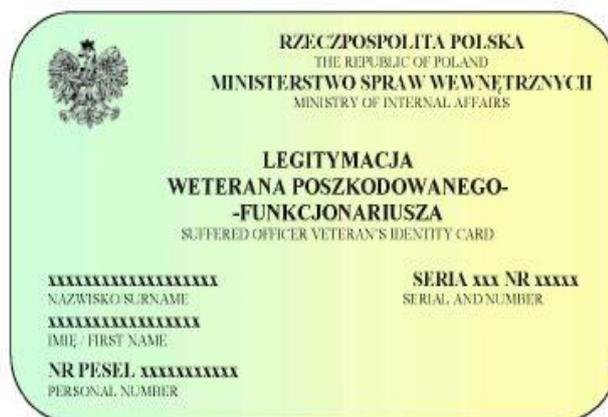 RZECZPOSPOLITA POLSKA
THE REPUBLIC OF POLAND
MINISTERSTWO SPRAW WEWNĘTRZNYCH
MINISTRY OF INTERNAL AFFAIRS
LEGITYMACJA
WETERANA POSZKODOWANEGO-
-FUNKCJONARIUSZA
SUFFERED OFFICER VETERAN'S IDENTITY CARD
xxxxxxxxxxxxxxxxxxx
NAZWISKO/SURNAME
xxxxxxxxxxxxxxxxx
IMIĘ / FIRST NAME
NR PESEL xxxxxxxxxxx
PERSONAL NUMBER
SERIA xxx NR xxxxx
SERIAL AND NUMBER